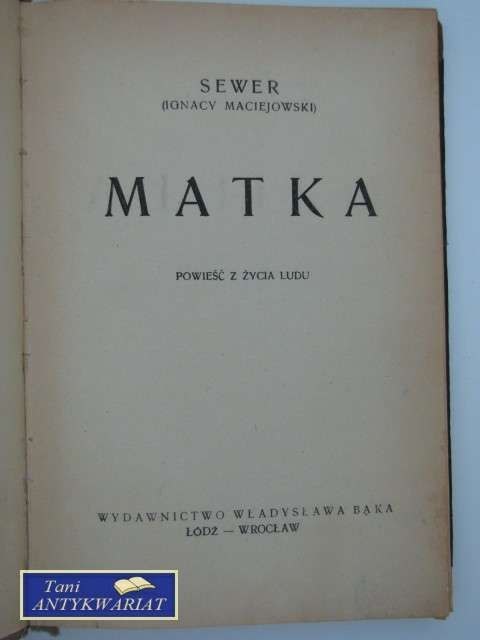 SEWER
(IGNACY MACIEJOWSKI)
MATKA
POWIEŚĆ Z ŻYCIA LUDU
WYDAWNICTWO WŁADYSŁAWA BĄKA
ŁÓDŹ — WROCŁAW
Tani
ANTYKWARIAT